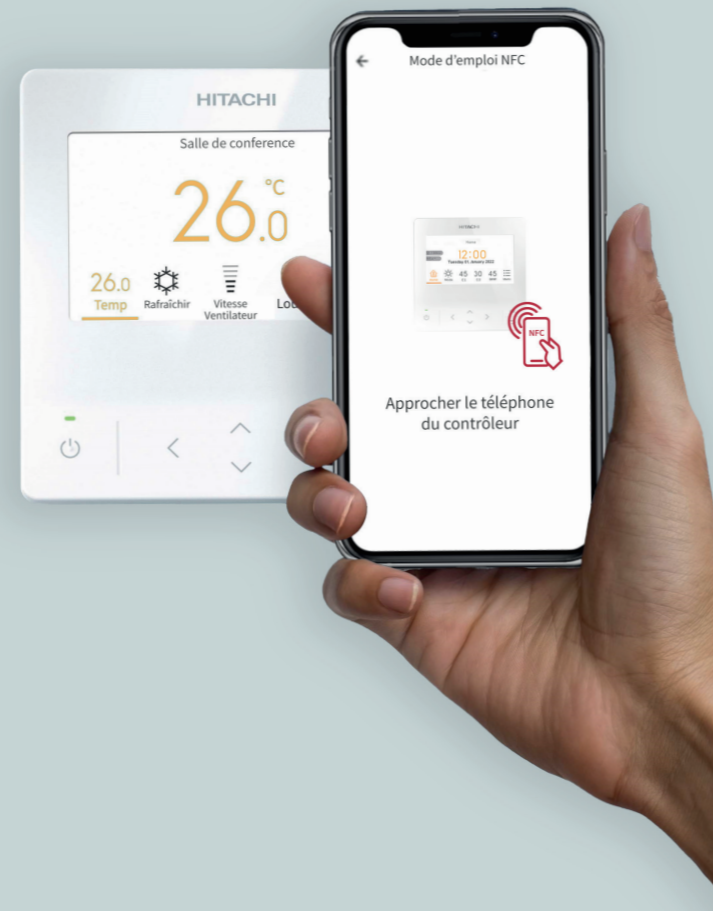 HITACHI
Salle de conference
26.0 °C
26.0
Temp
Rafraîchir
Vitesse
Ventilateur
Mode d'emploi NFC
HITACHI
12:00
45 30 45
NFC
Approcher le téléphone
du contrôleur